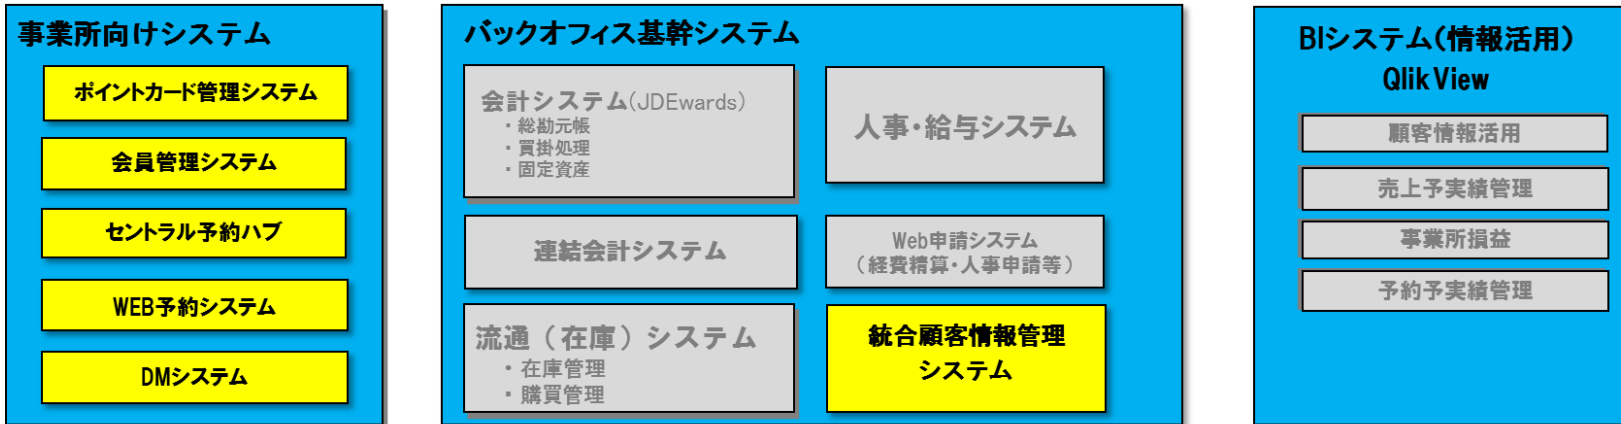 事業所向けシステム
ポイントカード管理システム
会員管理システム
セントラル予約ハブ
WEB予約システム
DMシステム
バックオフィス基幹システム
会計システム(JDEwards)
・総勘元帳
・買掛処理
・固定資産
人事・給与システム
連結会計システム
Web申請システム
（経費精算・人事申請等）
流通（在庫）システム
・在庫管理
・購買管理
統合顧客情報管理
システム
BIシステム(情報活用)
QlikView
顧客情報活用
売上予実績管理
事業所損益
予約予実績管理